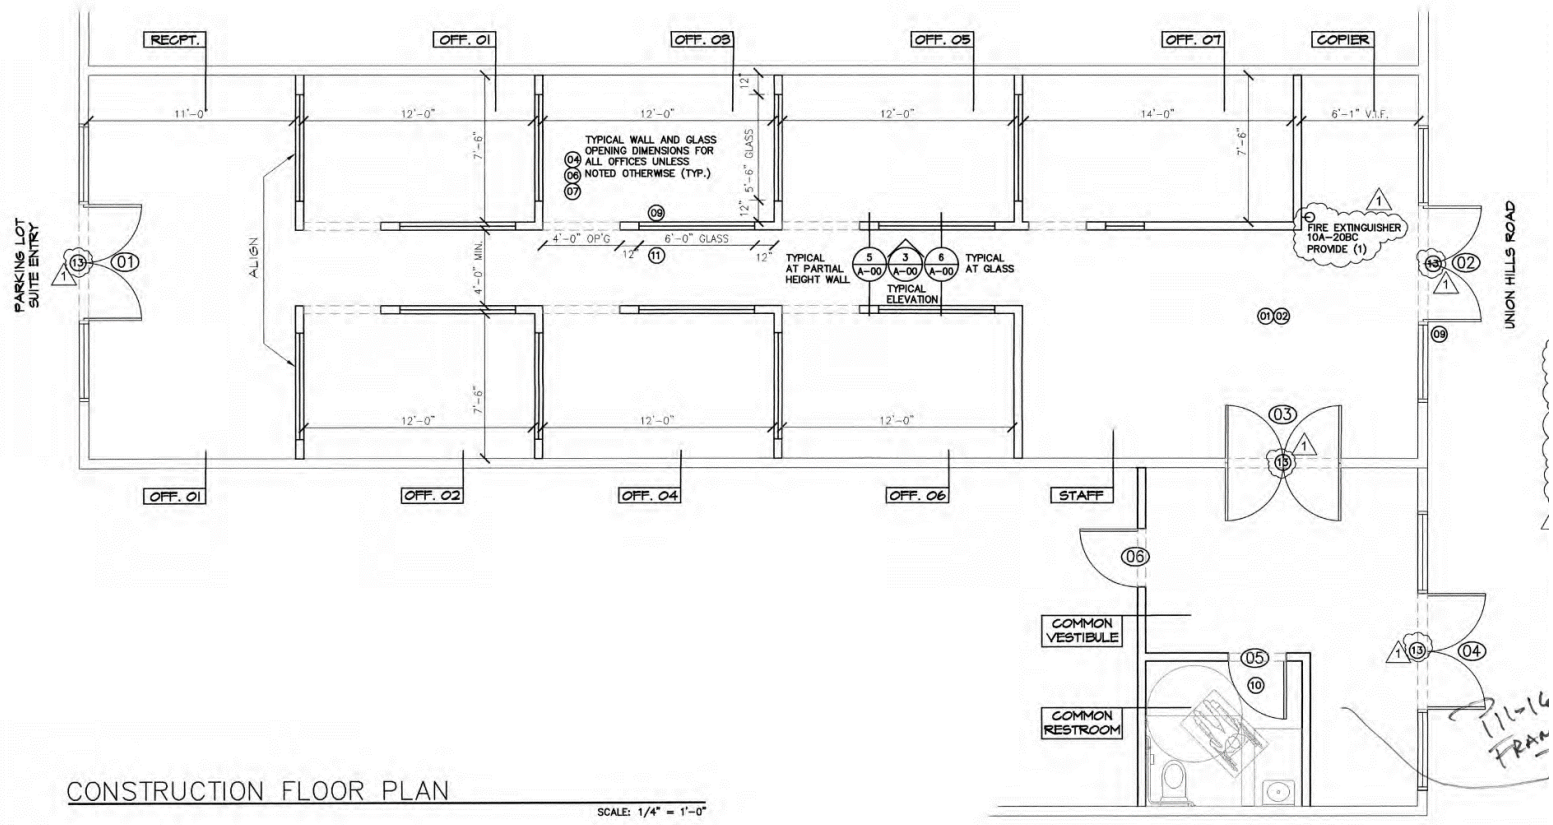 RECPT.
OFF. 01
OFF. 03
OFF. 05
OFF. 07
COPIER
11'-0"
12'-0"
12'-0"
12'-0"
14'-0"
6'-1" V.I.F.
7'-6"
12"
5'-6" GLASS
12"
7'-6"
TYPICAL WALL AND GLASS
OPENING DIMENSIONS FOR
ALL OFFICES UNLESS
NOTED OTHERWISE (TYP.)
04
06
07
09
1
FIRE EXTINGUISHER
10A-20BC
PROVIDE (1)
PARKING LOT
SUITE ENTRY
13
01
1
ALIGN
4'-0" MIN.
4'-0" OP'G
12"
6'-0" GLASS
12"
11
TYPICAL
AT PARTIAL
HEIGHT WALL
5
A-00
3
A-00
6
A-00
TYPICAL
AT GLASS
TYPICAL
ELEVATION
13
02
1
UNION HILLS ROAD
01 02
09
7'-6"
12'-0"
12'-0"
12'-0"
03
1
13
OFF. 01
OFF. 02
OFF. 04
OFF. 06
STAFF
06
COMMON
VESTIBULE
05
10
1
13
04
COMMON
RESTROOM
CONSTRUCTION FLOOR PLAN
SCALE: 1/4" = 1'-0"